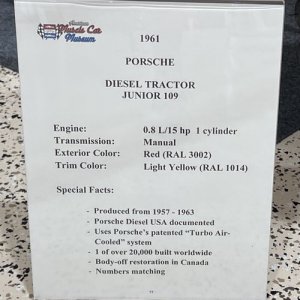 Muscle Car
Museum
1961
PORSCHE
DIESEL TRACTOR
JUNIOR 109
Engine: 0.8 L/15 hp 1 cylinder
Transmission: Manual
Exterior Color: Red (RAL 3002)
Trim Color: Light Yellow (RAL 1014)
Special Facts:
- Produced from 1957 - 1963
- Porsche Diesel USA documented
- Uses Porsche's patented "Turbo Air-
Cooled" system
- 1 of over 20,000 built worldwide
- Body-off restoration in Canada
- Numbers matching